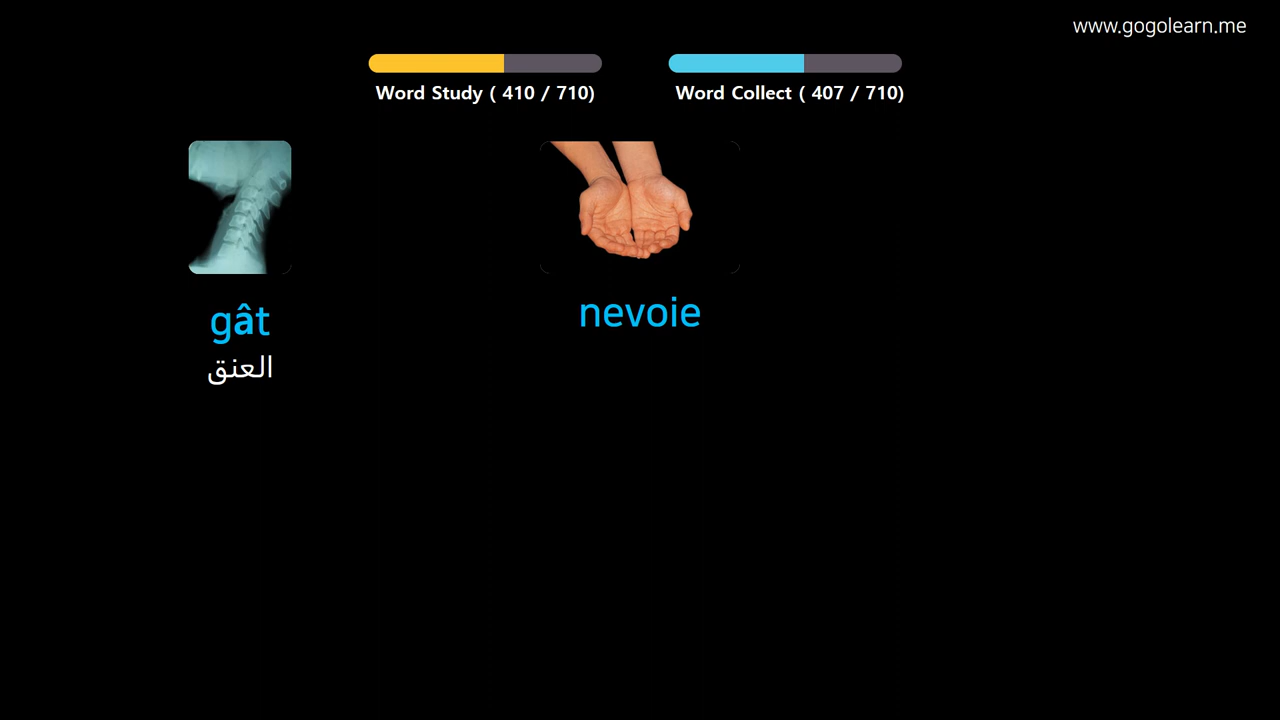 www.gogolearn.me
Word Study ( 410 / 710)
Word Collect ( 407 / 710)
gât
العنق
nevoie